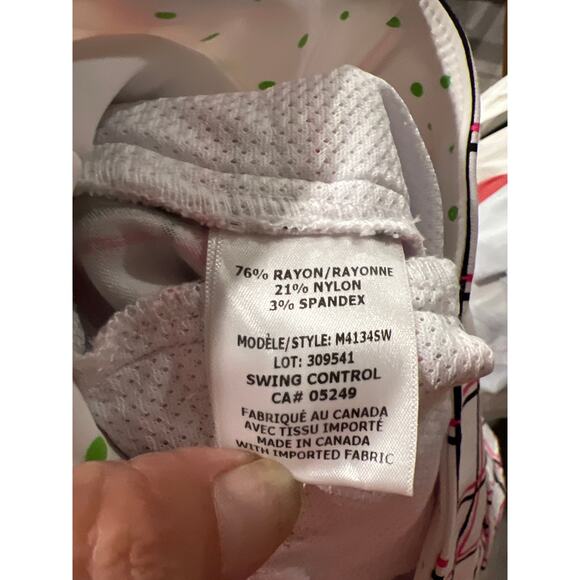 76% RAYON/RAYONNE
21% NYLON
3% SPANDEX
MODÈLE/STYLE: M4134SW
LOT: 309541
SWING CONTROL
CA# 05249
FABRIQUÉ AU CANADA
AVEC TISSU IMPORTÉ
MADE IN CANADA
WITH IMPORTED FABRIC